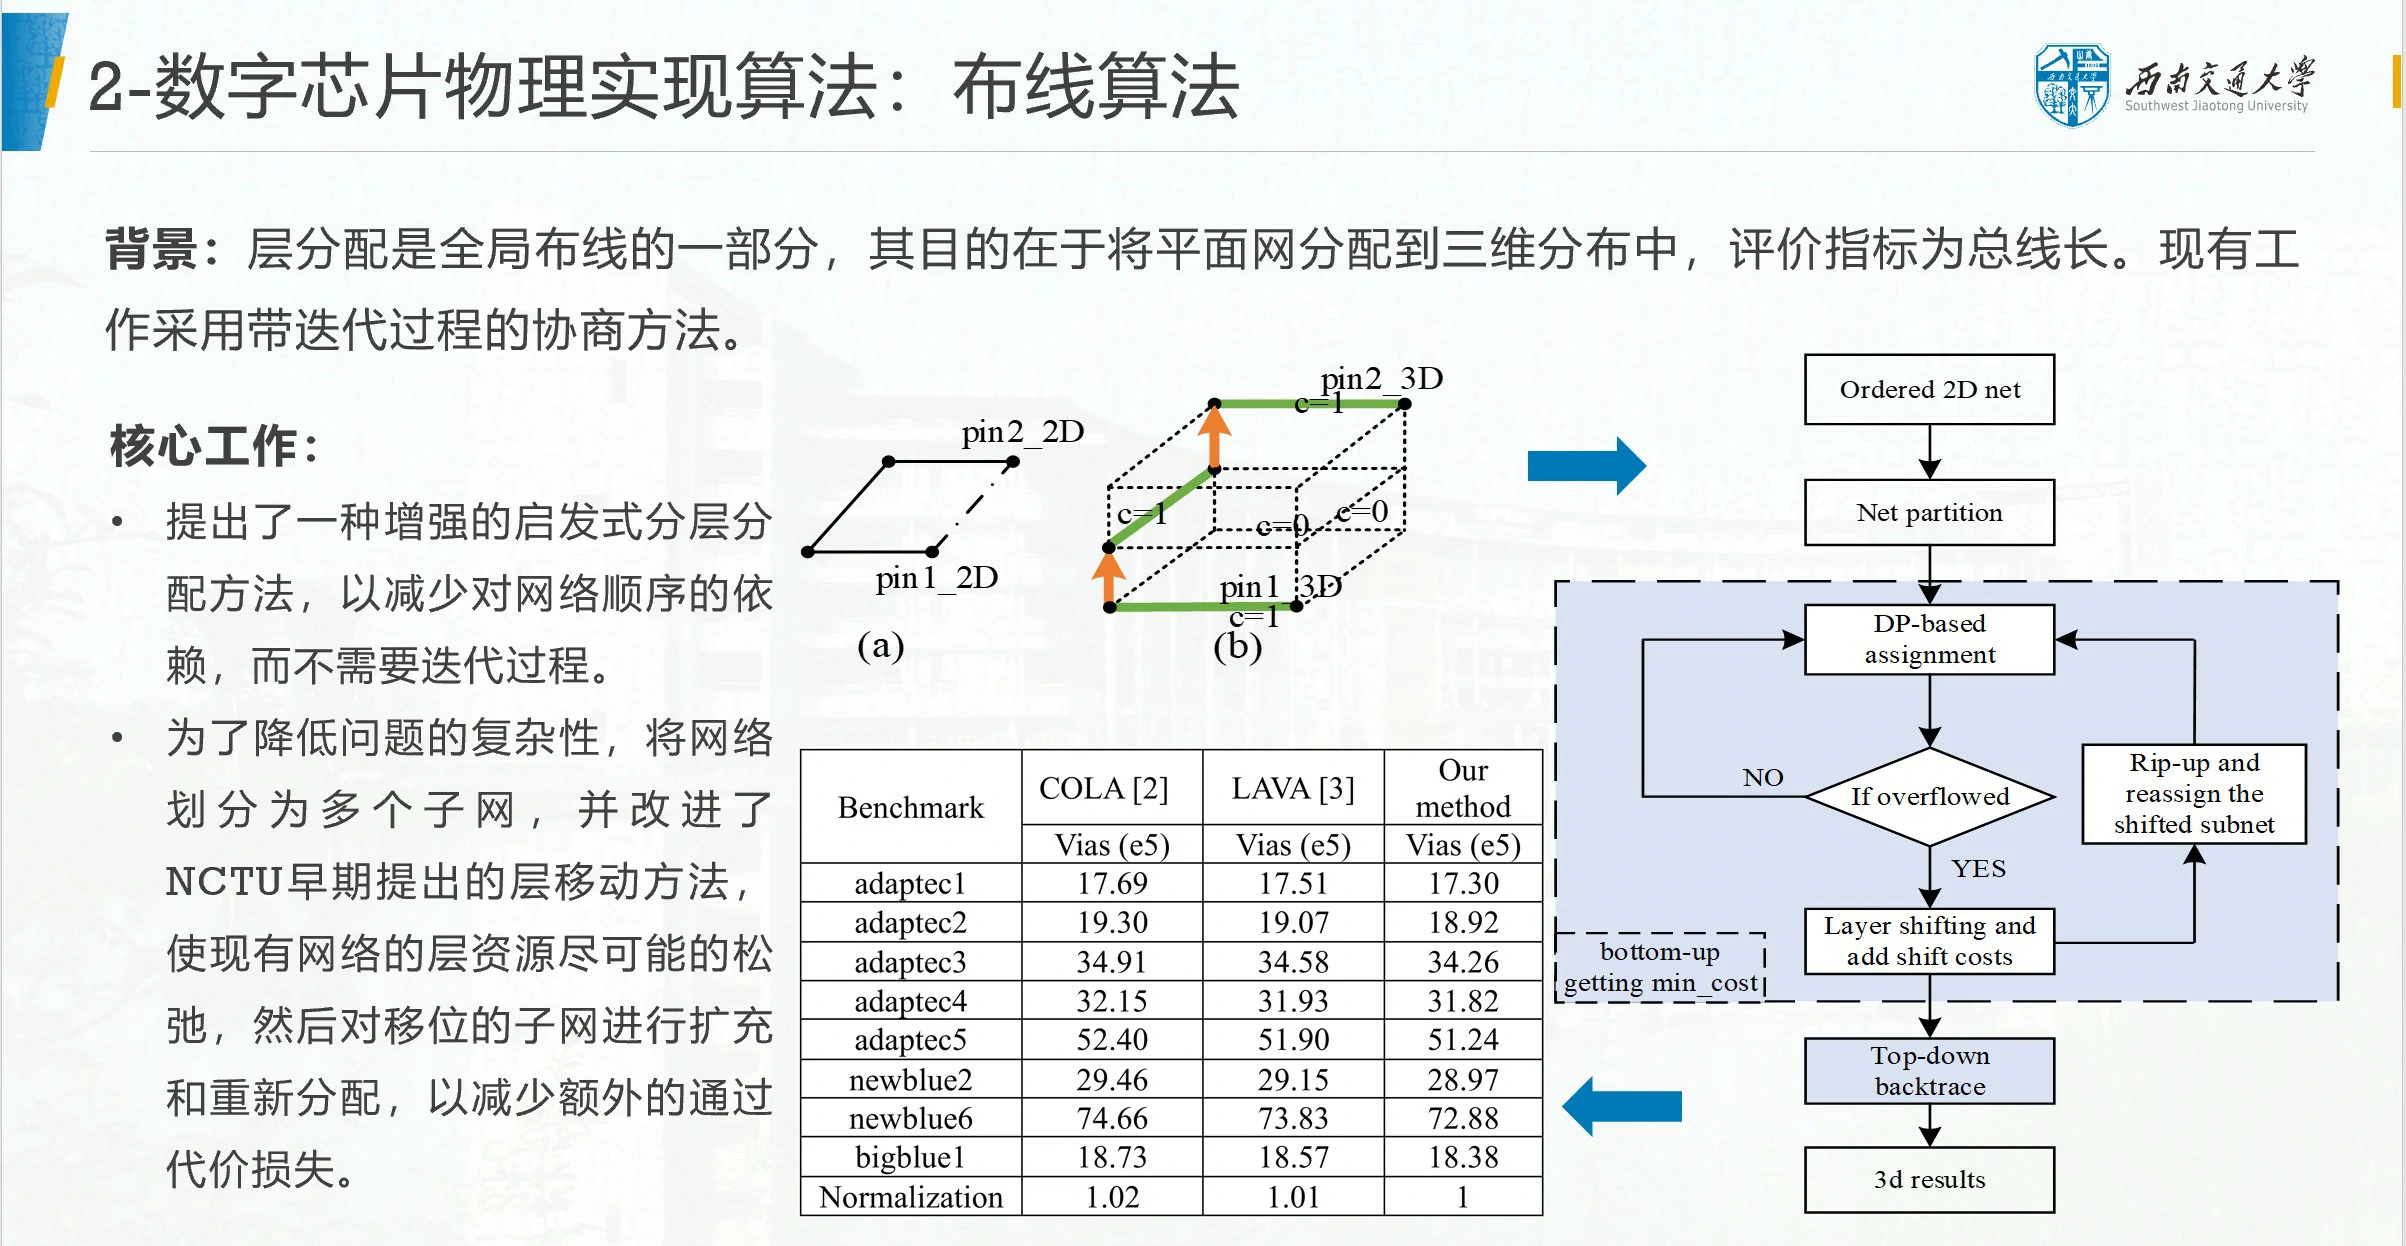 2-数字芯片物理实现算法：布线算法
西南交通大学
Southwest Jiaotong University
背景：层分配是全局布线的一部分，其目的在于将平面网分配到三维分布中，评价指标为总线长。现有工
作采用带迭代过程的协商方法。
核心工作：
• 提出了一种增强的启发式分层分
配方法，以减少对网络顺序的依
赖，而不需要迭代过程。
• 为了降低问题的复杂性，将网络
划分为多个子网，并改进了
NCTU早期提出的层移动方法，
使现有网络的层资源尽可能的松
弛，然后对移位的子网进行扩充
和重新分配，以减少额外的通过
代价损失。
pin2_2D
pin1_2D
(a)
pin2_3D
c=1
c=1
c=0
c=0
pin1_3D
c=1
(b)
Benchmark COLA [2] LAVA [3] Our method
Vias (e5) Vias (e5) Vias (e5)
adaptec1 17.69 17.51 17.30
adaptec2 19.30 19.07 18.92
adaptec3 34.91 34.58 34.26
adaptec4 32.15 31.93 31.82
adaptec5 52.40 51.90 51.24
newblue2 29.46 29.15 28.97
newblue6 74.66 73.83 72.88
bigblue1 18.73 18.57 18.38
Normalization 1.02 1.01 1
Ordered 2D net
Net partition
DP-based
assignment
If overflowed
NO
YES
Rip-up and
reassign the
shifted subnet
Layer shifting and
add shift costs
bottom-up
getting min_cost
Top-down
backtrace
3d results